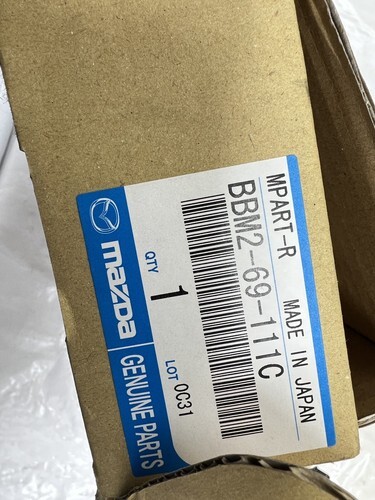 MPART-R MADE IN JAPAN
BBM2-69-111C
QTY 1 LOT 0C31
mazda GENUINE PARTS